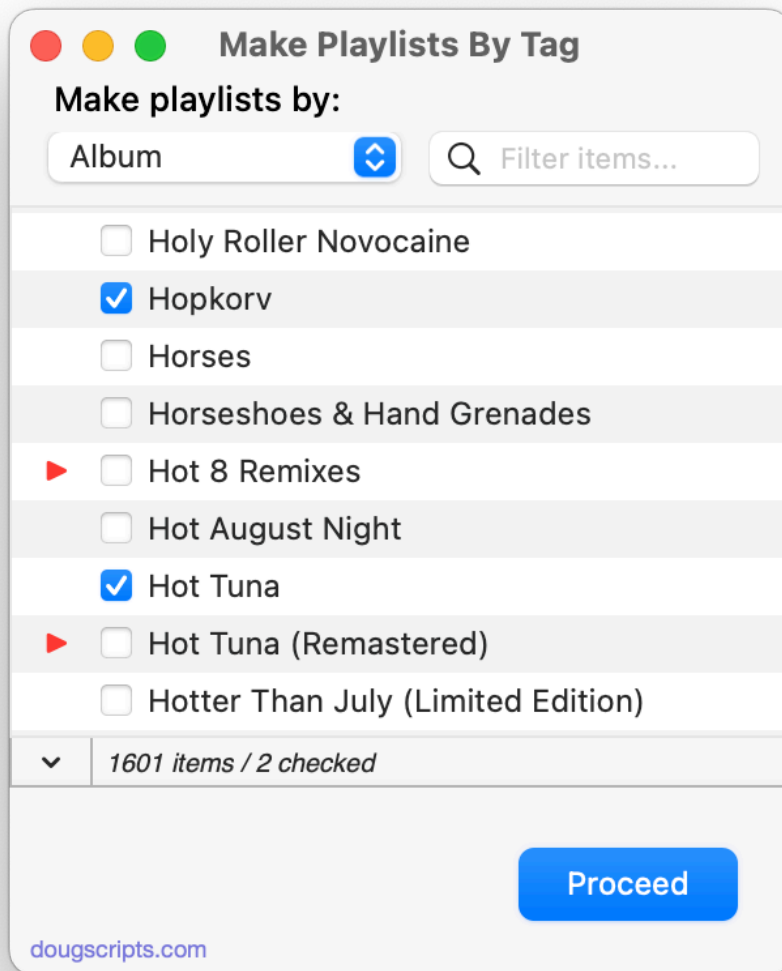 Make Playlists By Tag
Make playlists by:
Album
Filter items...
Holy Roller Novocaine
Hopkorv
Horses
Horseshoes & Hand Grenades
Hot 8 Remixes
Hot August Night
Hot Tuna
Hot Tuna (Remastered)
Hotter Than July (Limited Edition)
1601 items / 2 checked
Proceed
dougscripts.com